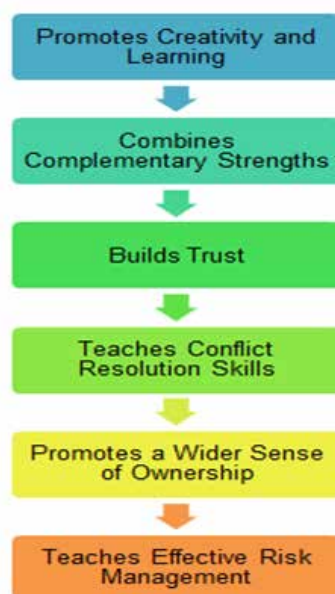 Promotes Creativity and
Learning
Combines
Complementary Strengths
Builds Trust
Teaches Conflict
Resolution Skills
Promotes a Wider Sense
of Ownership
Teaches Effective Risk
Management